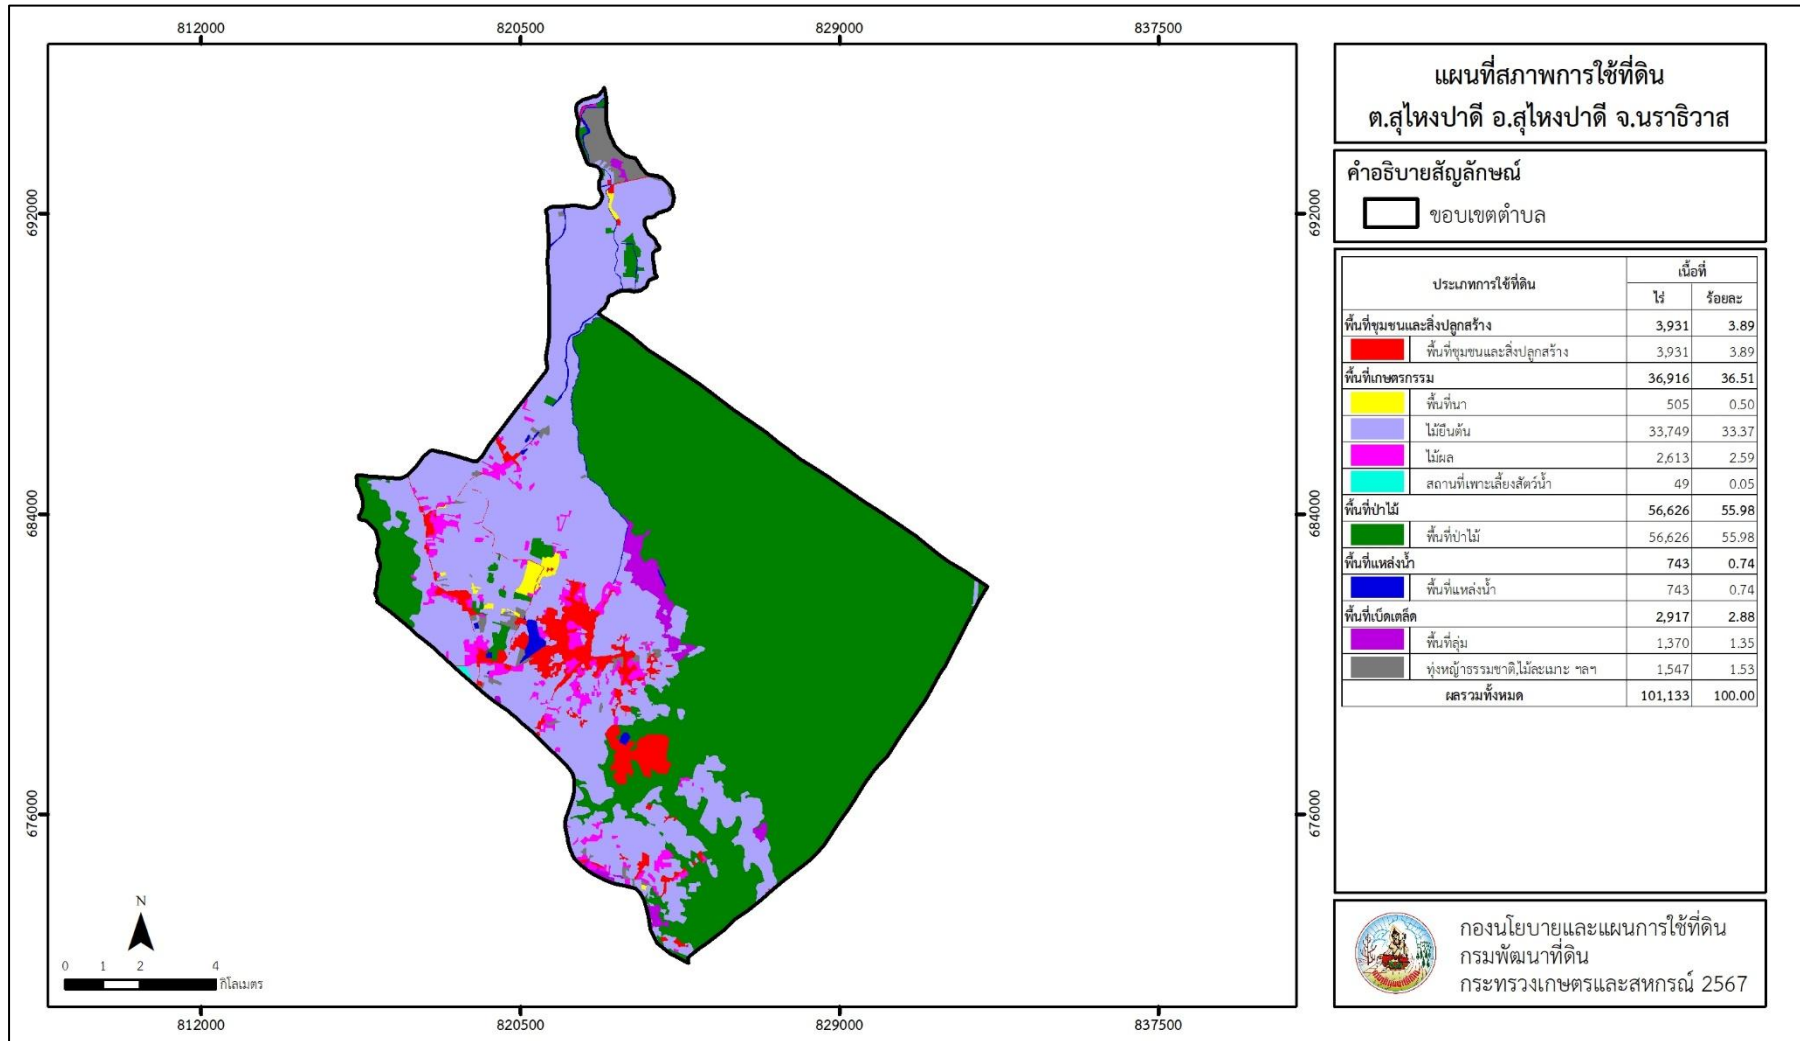 812000
820500
829000
837500
692000
684000
676000
692000
684000
676000
812000
820500
829000
837500
N
0 1 2 4
กิโลเมตร
แผนที่สภาพการใช้ที่ดิน
ต.สุไหงปาดี อ.สุไหงปาดี จ.นราธิวาส
คำอธิบายสัญลักษณ์
ขอบเขตตำบล
ประเภทการใช้ที่ดิน เนื้อที่
ไร่ ร้อยละ
พื้นที่ชุมชนและสิ่งปลูกสร้าง 3,931 3.89
พื้นที่ชุมชนและสิ่งปลูกสร้าง 3,931 3.89
พื้นที่เกษตรกรรม 36,916 36.51
พื้นที่นา 505 0.50
ไม้ยืนต้น 33,749 33.37
ไม้ผล 2,613 2.59
สถานที่เพาะเลี้ยงสัตว์น้ำ 49 0.05
พื้นที่ป่าไม้ 56,626 55.98
พื้นที่ป่าไม้ 56,626 55.98
พื้นที่แหล่งน้ำ 743 0.74
พื้นที่แหล่งน้ำ 743 0.74
พื้นที่เบ็ดเตล็ด 2,917 2.88
พื้นที่ลุ่ม 1,370 1.35
ทุ่งหญ้าธรรมชาติ,ไม้ละเมาะ ฯลฯ 1,547 1.53
ผลรวมทั้งหมด 101,133 100.00
กองนโยบายและแผนการใช้ที่ดิน
กรมพัฒนาที่ดิน
กระทรวงเกษตรและสหกรณ์ 2567